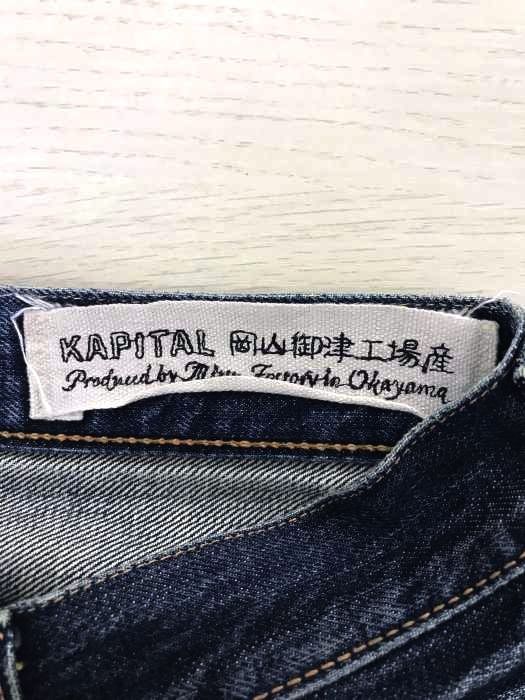 KAPITAL 岡山御津工場産
Produced by Mitsu Factory in Okayama